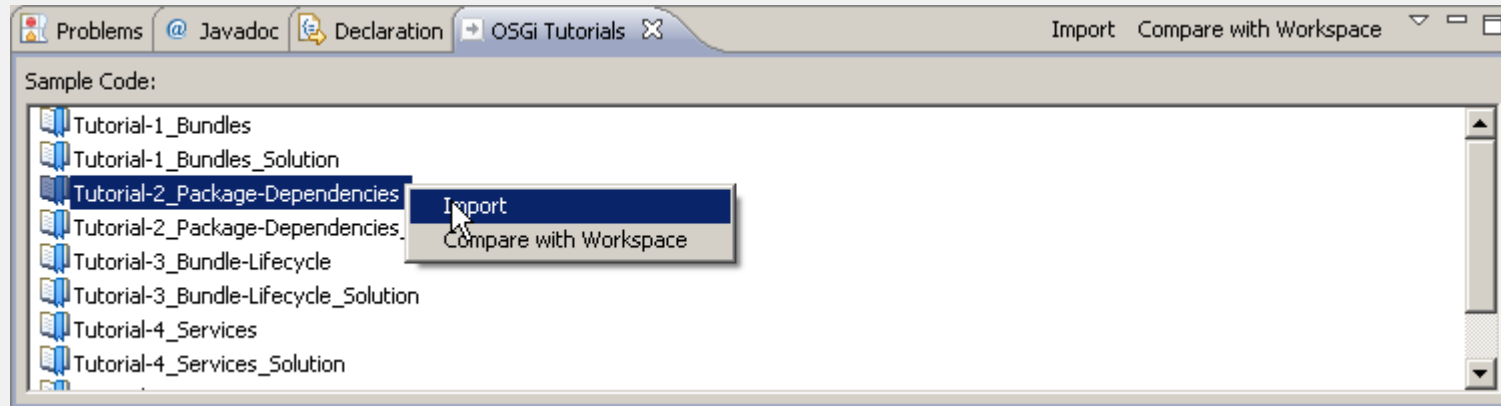 Problems @ Javadoc Declaration OSGi Tutorials Import Compare with Workspace
Sample Code:
Tutorial-1_Bundles
Tutorial-1_Bundles_Solution
Tutorial-2_Package-Dependencies
Import
Tutorial-2_Package-Dependencies_
Compare with Workspace
Tutorial-3_Bundle-Lifecycle
Tutorial-3_Bundle-Lifecycle_Solution
Tutorial-4_Services
Tutorial-4_Services_Solution